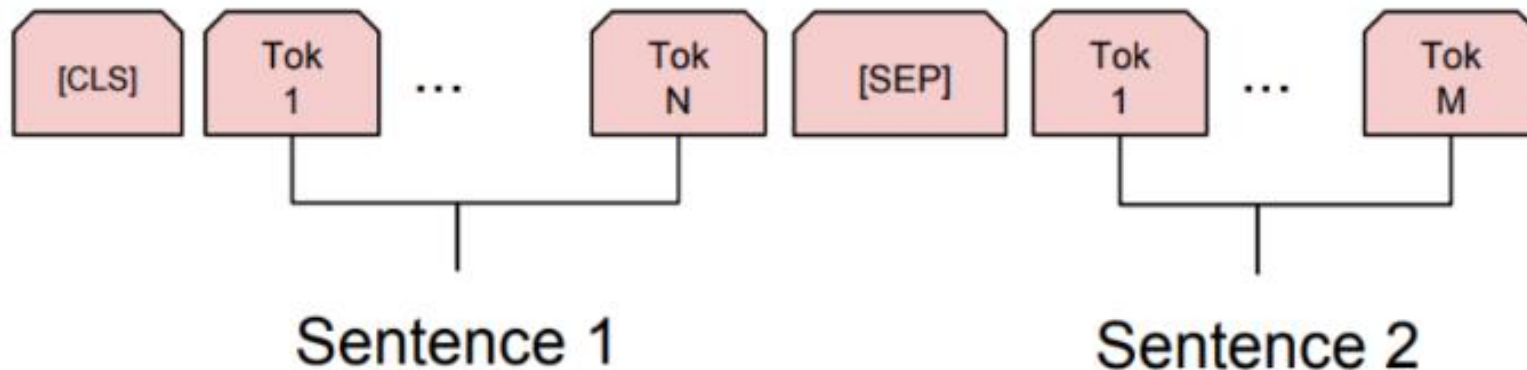 [CLS] Tok 1 ... Tok N [SEP] Tok 1 ... Tok M
Sentence 1 Sentence 2